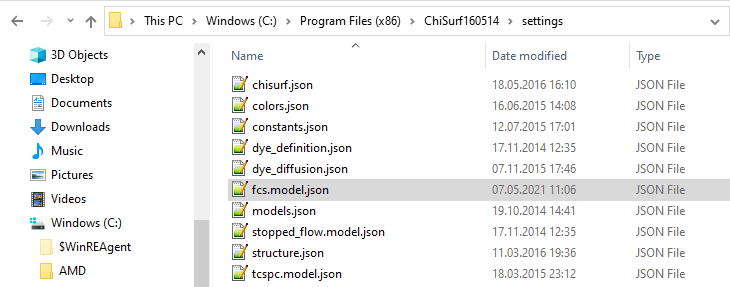 This PC > Windows (C:) > Program Files (x86) > ChiSurf160514 > settings
3D Objects
Desktop
Documents
Downloads
Music
Pictures
Videos
Windows (C:)
$WinREAgent
AMD
Name Date modified Type
chisurf.json 18.05.2016 16:10 JSON File
colors.json 16.06.2015 14:08 JSON File
constants.json 12.07.2015 17:01 JSON File
dye_definition.json 17.11.2014 12:35 JSON File
dye_diffusion.json 07.11.2015 17:46 JSON File
fcs.model.json 07.05.2021 11:06 JSON File
models.json 19.10.2014 14:41 JSON File
stopped_flow.model.json 17.11.2014 12:35 JSON File
structure.json 11.03.2016 19:36 JSON File
tcspc.model.json 18.03.2015 23:12 JSON File